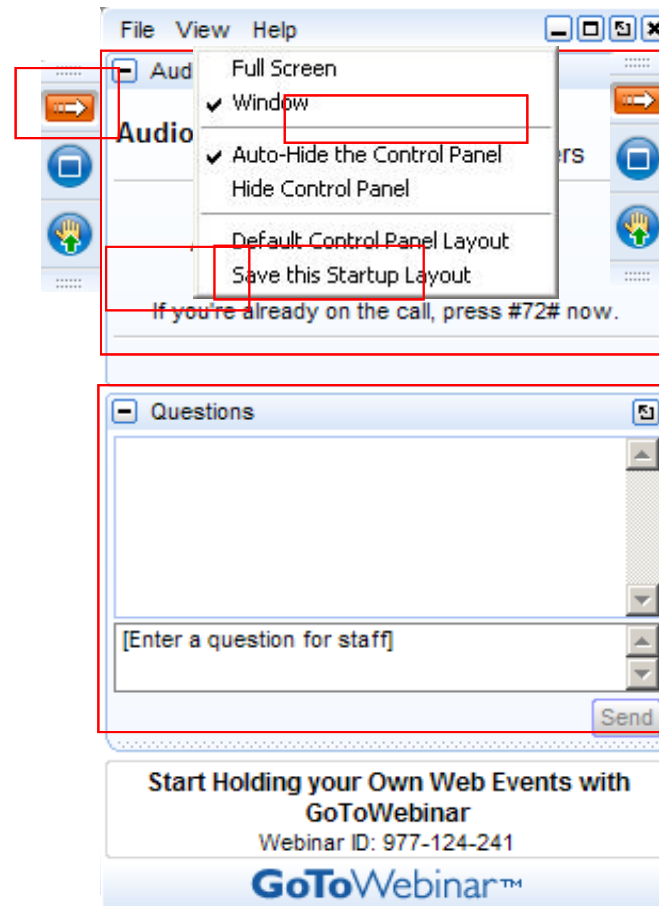 File View Help
Aud
Full Screen
Window
Audio
Auto-Hide the Control Panel
Hide Control Panel
Default Control Panel Layout
Save this Startup Layout
If you're already on the call, press #72# now.
Questions
[Enter a question for staff]
Send
Start Holding your Own Web Events with
GoToWebinar
Webinar ID: 977-124-241
GoToWebinar™